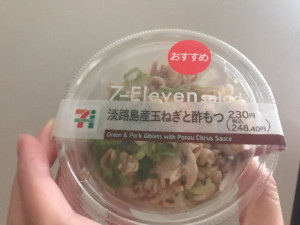 おすすめ
7-Eleven
淡路島産玉ねぎと酢もつ 230円
(税込248.40円)
Onion & Pork Giblets with Ponzu Citrus Sauce